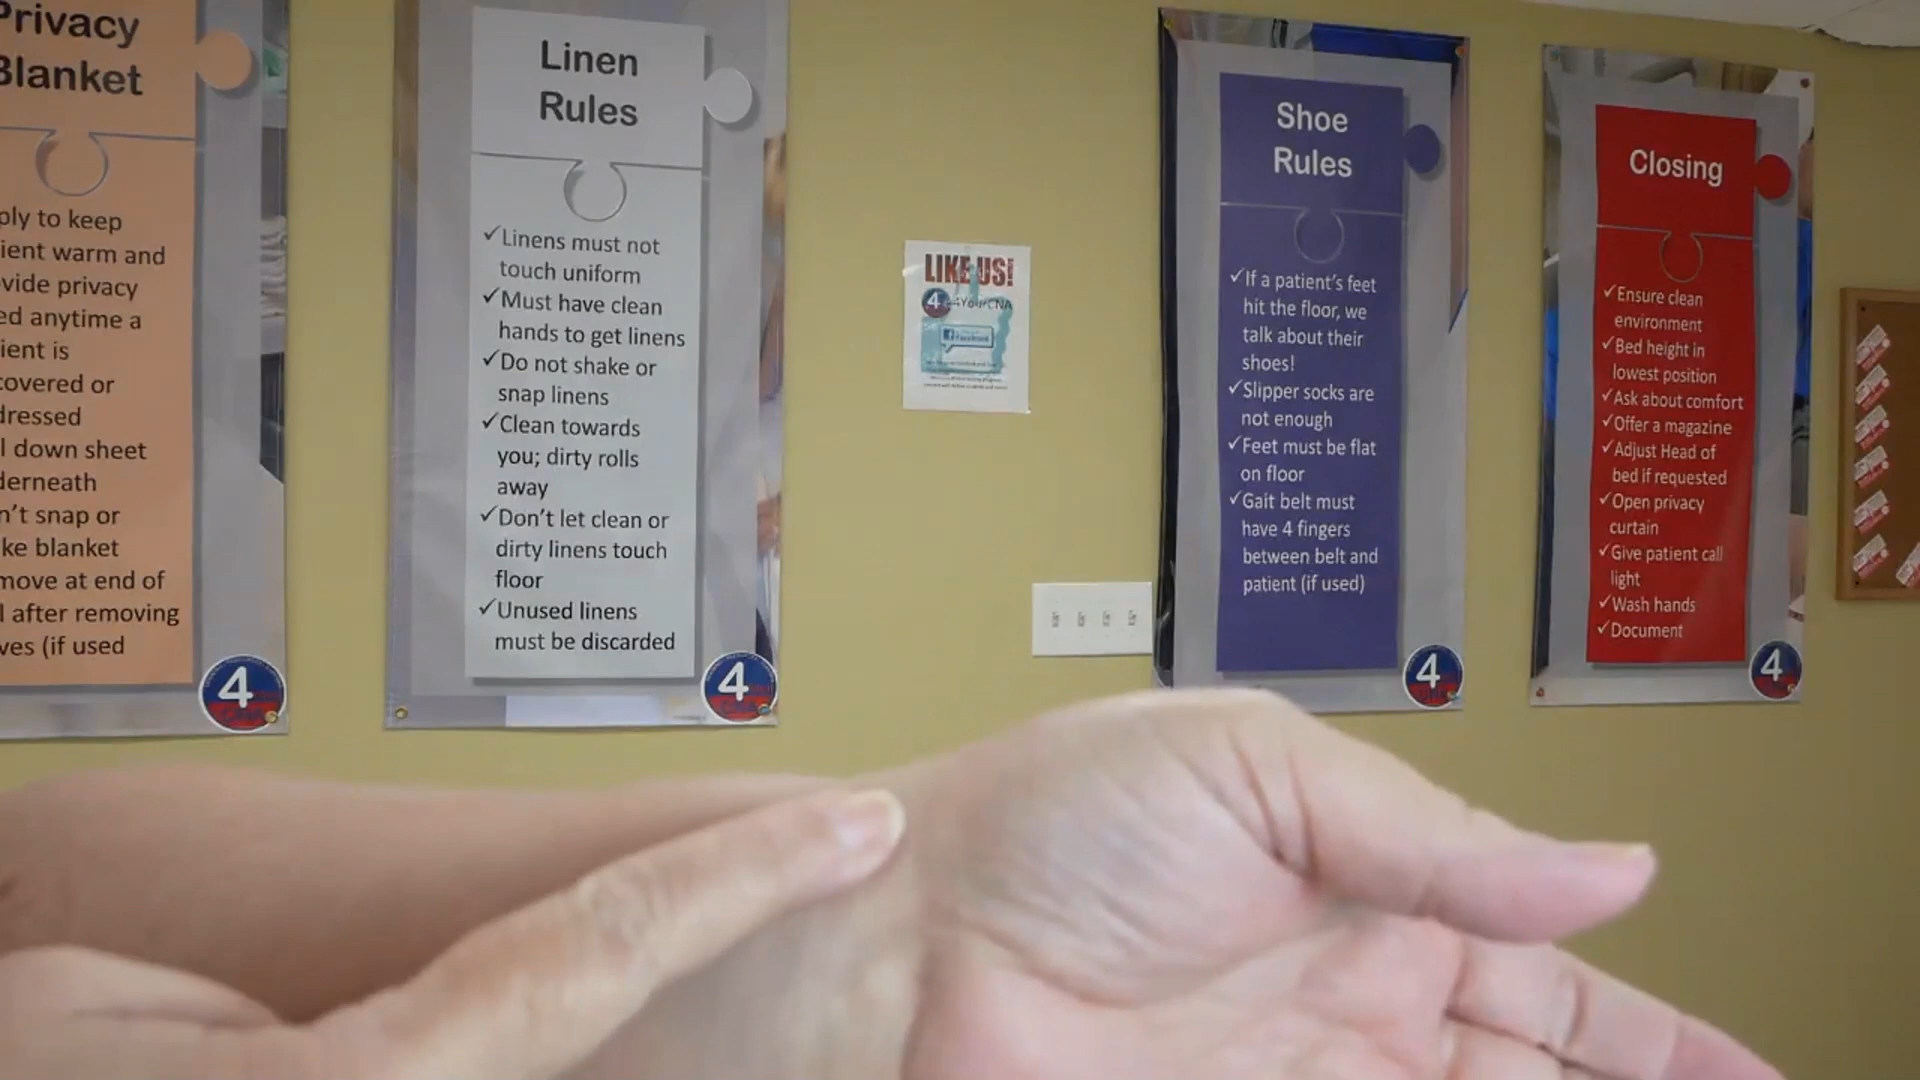 Privacy
Blanket
ply to keep
ient warm and
vide privacy
ed anytime a
ient is
covered or
dressed
l down sheet
derneath
n't snap or
ke blanket
move at end of
l after removing
ves (if used
4
Linen
Rules
✓Linens must not
touch uniform
✓Must have clean
hands to get linens
✓Do not shake or
snap linens
✓Clean towards
you; dirty rolls
away
✓Don't let clean or
dirty linens touch
floor
✓Unused linens
must be discarded
4
LIKE US!
4 4YourCNA
facebook
Shoe
Rules
✓If a patient's feet
hit the floor, we
talk about their
shoes!
✓Slipper socks are
not enough
✓Feet must be flat
on floor
✓Gait belt must
have 4 fingers
between belt and
patient (if used)
4
Closing
✓Ensure clean
environment
✓Bed height in
lowest position
✓Ask about comfort
✓Offer a magazine
✓Adjust Head of
bed if requested
✓Open privacy
curtain
✓Give patient call
light
✓Wash hands
✓Document
4